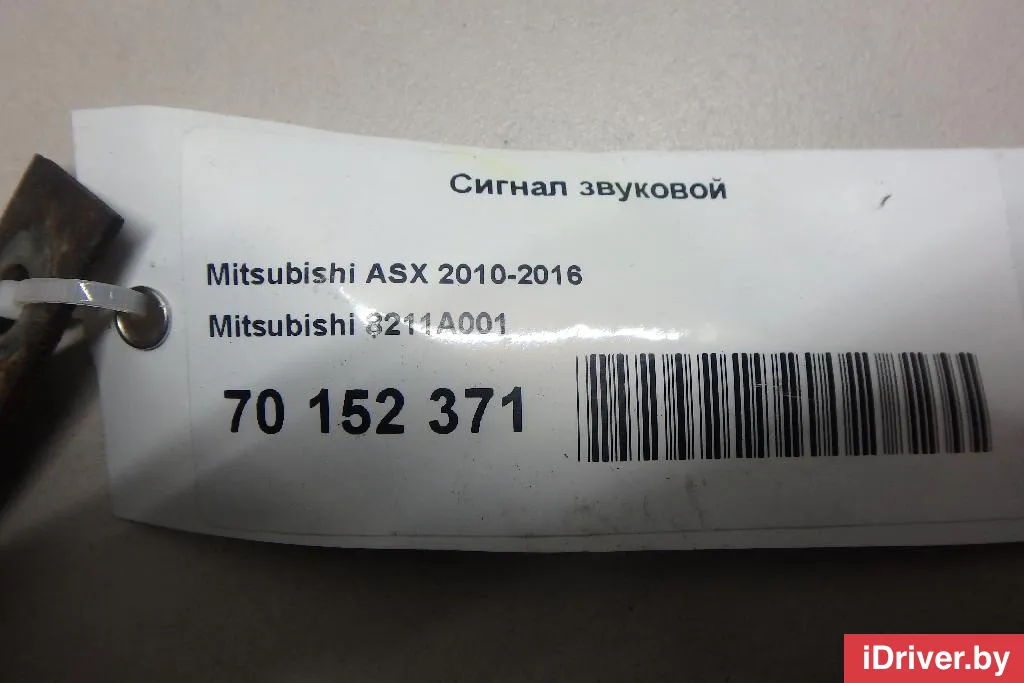 Сигнал звуковой
Mitsubishi ASX 2010-2016
Mitsubishi 8211A001
70 152 371
iDriver.by